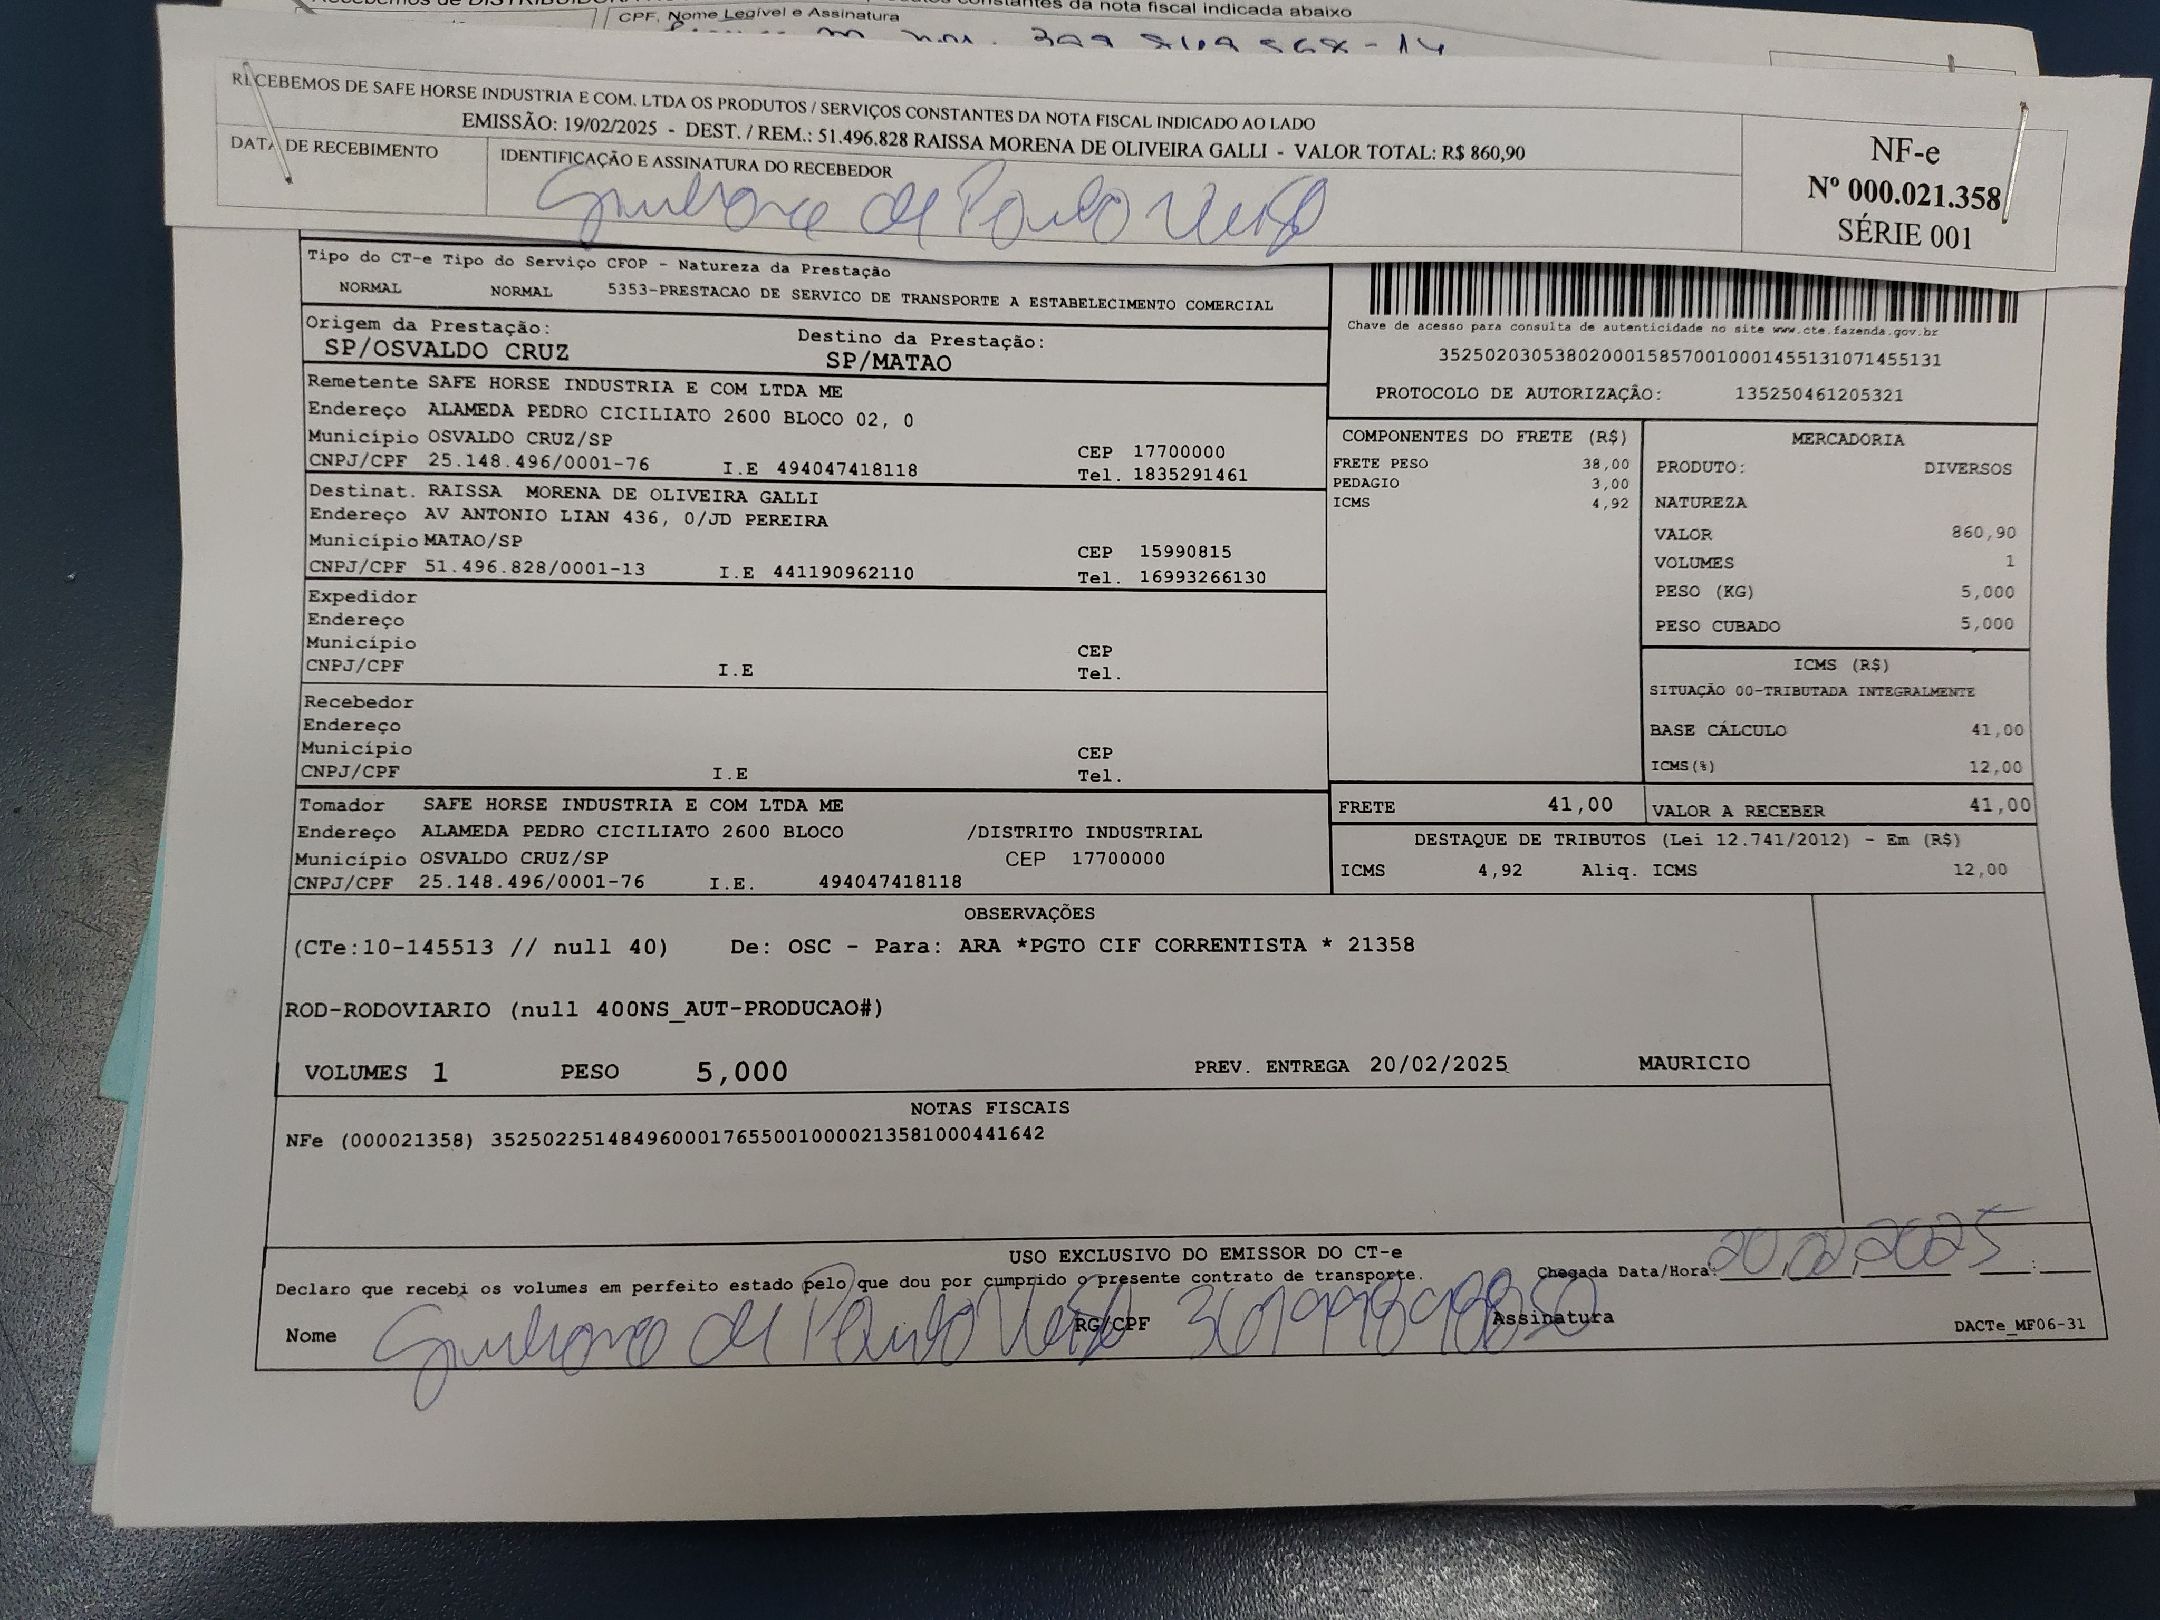 constantes da nota fiscal indicada abaixo
CPF, Nome Legível e Assinatura
RECEBEMOS DE SAFE HORSE INDUSTRIA E COM. LTDA OS PRODUTOS / SERVIÇOS CONSTANTES DA NOTA FISCAL INDICADO AO LADO
EMISSÃO: 19/02/2025 - DEST. / REM.: 51.496.828 RAISSA MORENA DE OLIVEIRA GALLI - VALOR TOTAL: R$ 860,90
DATA DE RECEBIMENTO IDENTIFICAÇÃO E ASSINATURA DO RECEBEDOR
de Paulo
NF-e
Nº 000.021.358
SÉRIE 001
Tipo do CT-e Tipo do Serviço CFOP - Natureza da Prestação
NORMAL NORMAL 5353-PRESTACAO DE SERVICO DE TRANSPORTE A ESTABELECIMENTO COMERCIAL
Origem da Prestação: Destino da Prestação:
SP/OSVALDO CRUZ SP/MATAO
Remetente SAFE HORSE INDUSTRIA E COM LTDA ME
Endereço ALAMEDA PEDRO CICILIATO 2600 BLOCO 02, 0
Município OSVALDO CRUZ/SP CEP 17700000
CNPJ/CPF 25.148.496/0001-76 I.E 494047418118 Tel. 1835291461
Destinat. RAISSA MORENA DE OLIVEIRA GALLI
Endereço AV ANTONIO LIAN 436, 0/JD PEREIRA
Município MATAO/SP CEP 15990815
CNPJ/CPF 51.496.828/0001-13 I.E 441190962110 Tel. 16993266130
Expedidor
Endereço
Município CEP
CNPJ/CPF I.E Tel.
Recebedor
Endereço
Município CEP
CNPJ/CPF I.E Tel.
Tomador SAFE HORSE INDUSTRIA E COM LTDA ME
Endereço ALAMEDA PEDRO CICILIATO 2600 BLOCO /DISTRITO INDUSTRIAL
Município OSVALDO CRUZ/SP CEP 17700000
CNPJ/CPF 25.148.496/0001-76 I.E. 494047418118
Chave de acesso para consulta de autenticidade no site www.cte.fazenda.gov.br
35250203053802000158570010001455131071455131
PROTOCOLO DE AUTORIZAÇÂO: 135250461205321
COMPONENTES DO FRETE (R$)
FRETE PESO 38,00
PEDAGIO 3,00
ICMS 4,92
MERCADORIA
PRODUTO: DIVERSOS
NATUREZA
VALOR 860,90
VOLUMES 1
PESO (KG) 5,000
PESO CUBADO 5,000
ICMS (R$)
SITUAÇÃO 00-TRIBUTADA INTEGRALMENTE
BASE CÁLCULO 41,00
ICMS(%) 12,00
FRETE 41,00 VALOR A RECEBER 41,00
DESTAQUE DE TRIBUTOS (Lei 12.741/2012) - Em (R$)
ICMS 4,92 Aliq. ICMS 12,00
OBSERVAÇÕES
(CTe:10-145513 // null 40) De: OSC - Para: ARA *PGTO CIF CORRENTISTA * 21358
ROD-RODOVIARIO (null 400NS_AUT-PRODUCAO#)
VOLUMES 1 PESO 5,000 PREV. ENTREGA 20/02/2025 MAURICIO
NOTAS FISCAIS
NFe (000021358) 35250225148496000176550010000213581000441642
USO EXCLUSIVO DO EMISSOR DO CT-e
Declaro que recebi os volumes em perfeito estado pelo que dou por cumprido o presente contrato de transporte. Chegada Data/Hora: 20,02,2025 :
Nome de Paulo RG/CPF Assinatura
DACTe_MF06-31